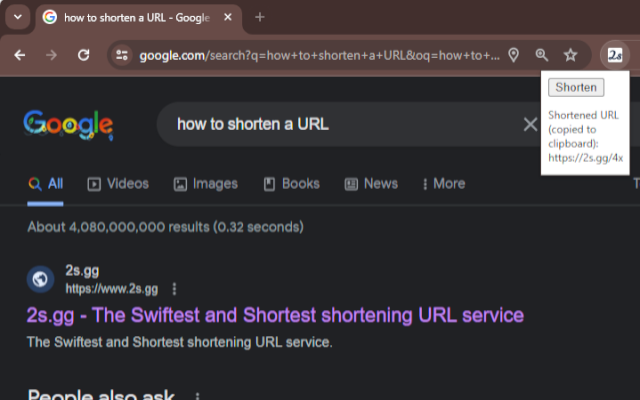 how to shorten a URL - Google
google.com/search?q=how+to+shorten+a+URL&oq=how+to+...
2s
Shorten
Shortened URL
(copied to
clipboard):
https://2s.gg/4x
Google
how to shorten a URL
All Videos Images Books News More
About 4,080,000,000 results (0.32 seconds)
2s.gg
https://www.2s.gg
2s.gg - The Swiftest and Shortest shortening URL service
The Swiftest and Shortest shortening URL service.
People also ask